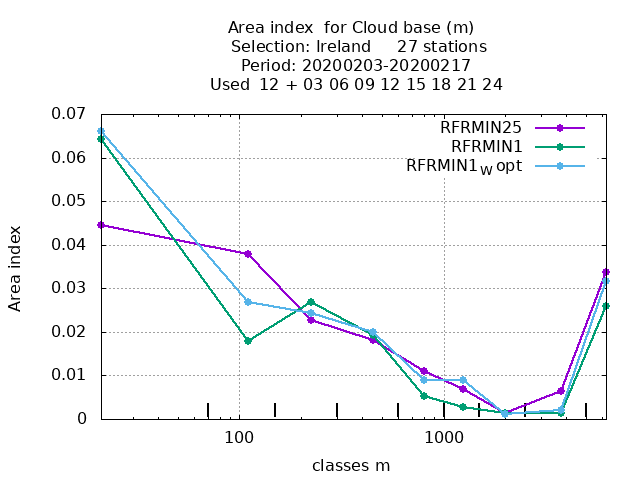 Area index  for Cloud base (m)
Selection: Ireland     27 stations
Period: 20200203-20200217
Used  12 + 03 06 09 12 15 18 21 24
RFRMIN25
RFRMIN1
RFRMIN1_W opt
0.07
0.06
0.05
0.04
0.03
0.02
0.01
0
Area index
100
1000
classes m